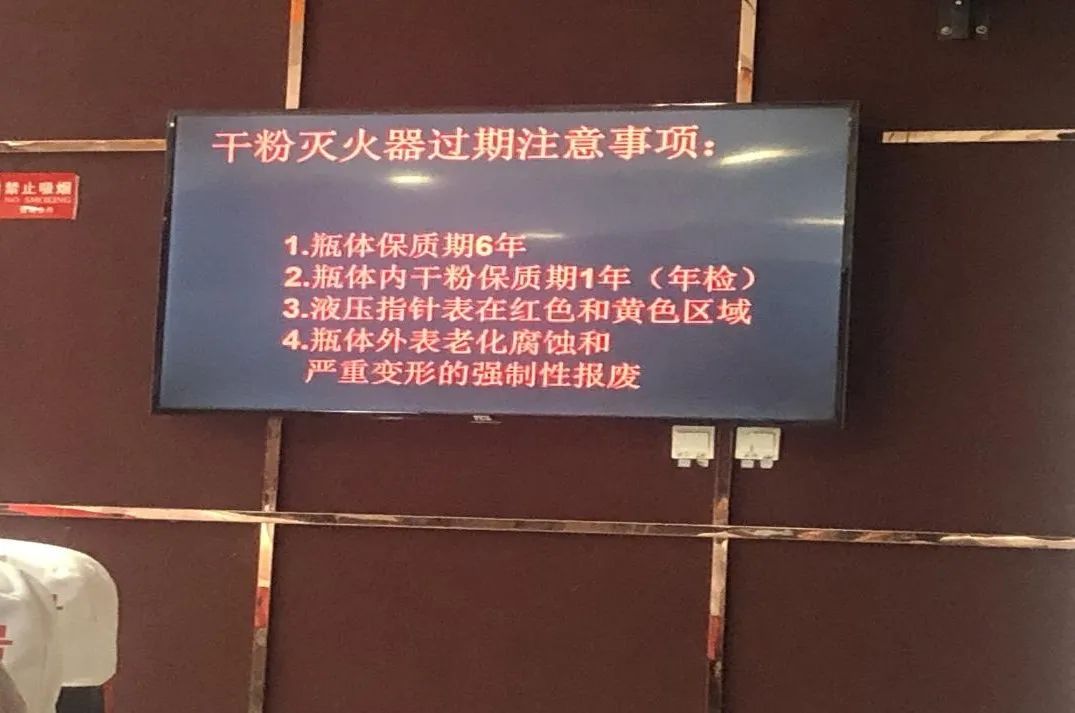 干粉灭火器过期注意事项：
1.瓶体保质期6年
2.瓶体内干粉保质期1年（年检）
3.液压指针表在红色和黄色区域
4.瓶体外表老化腐蚀和
严重变形的强制性报废
禁止吸烟
NO SMOKING
TCL